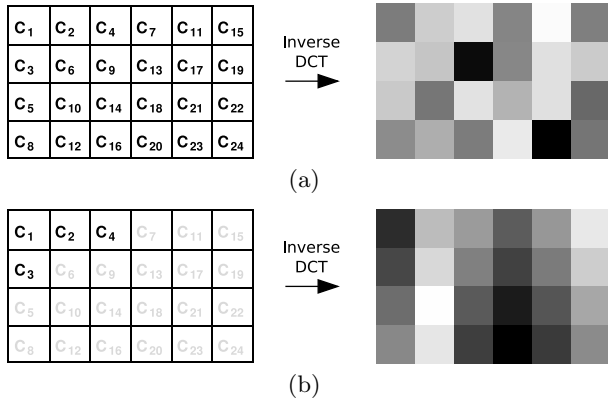 C1 C2 C4 C7 C11 C15
C3 C6 C9 C13 C17 C19
C5 C10 C14 C18 C21 C22
C8 C12 C16 C20 C23 C24
Inverse
DCT
(a)
C1 C2 C4 C7 C11 C15
C3 C6 C9 C13 C17 C19
C5 C10 C14 C18 C21 C22
C8 C12 C16 C20 C23 C24
Inverse
DCT
(b)